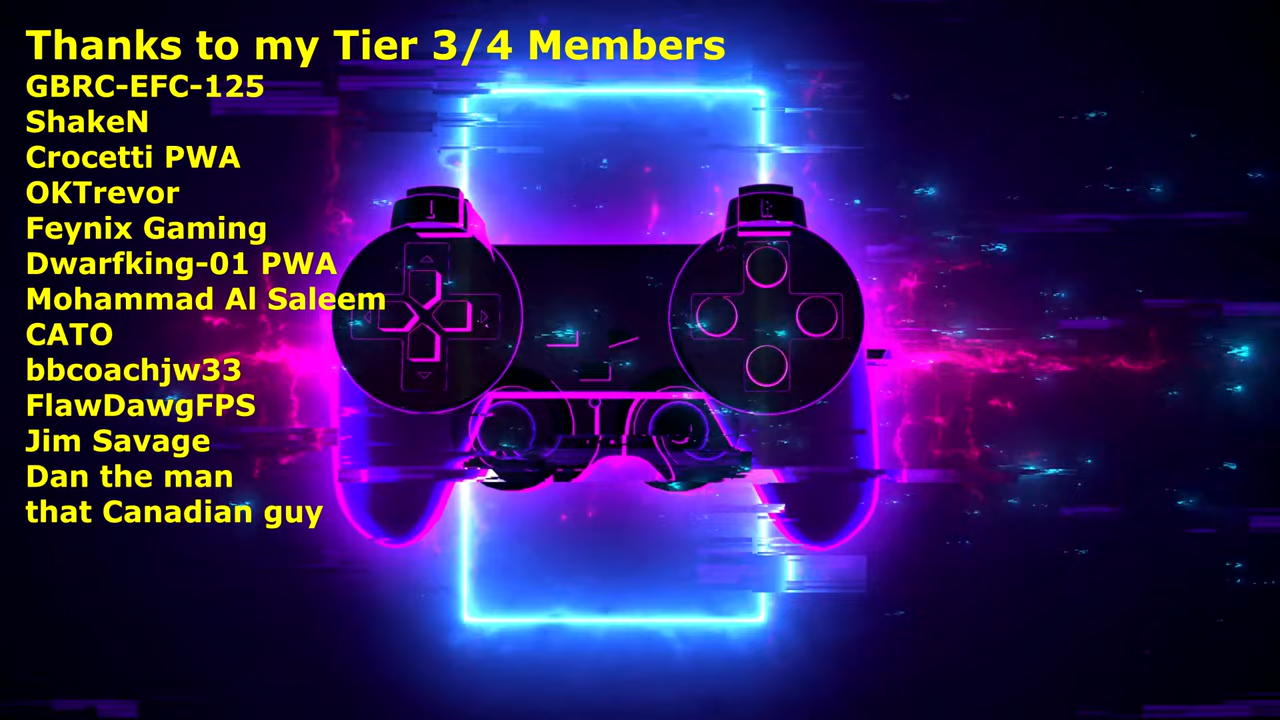 Thanks to my Tier 3/4 Members
GBRC-EFC-125
ShakeN
Crocetti PWA
OKTrevor
Feynix Gaming
Dwarfking-01 PWA
Mohammad Al Saleem
CATO
bbcoachjw33
FlawDawgFPS
Jim Savage
Dan the man
that Canadian guy